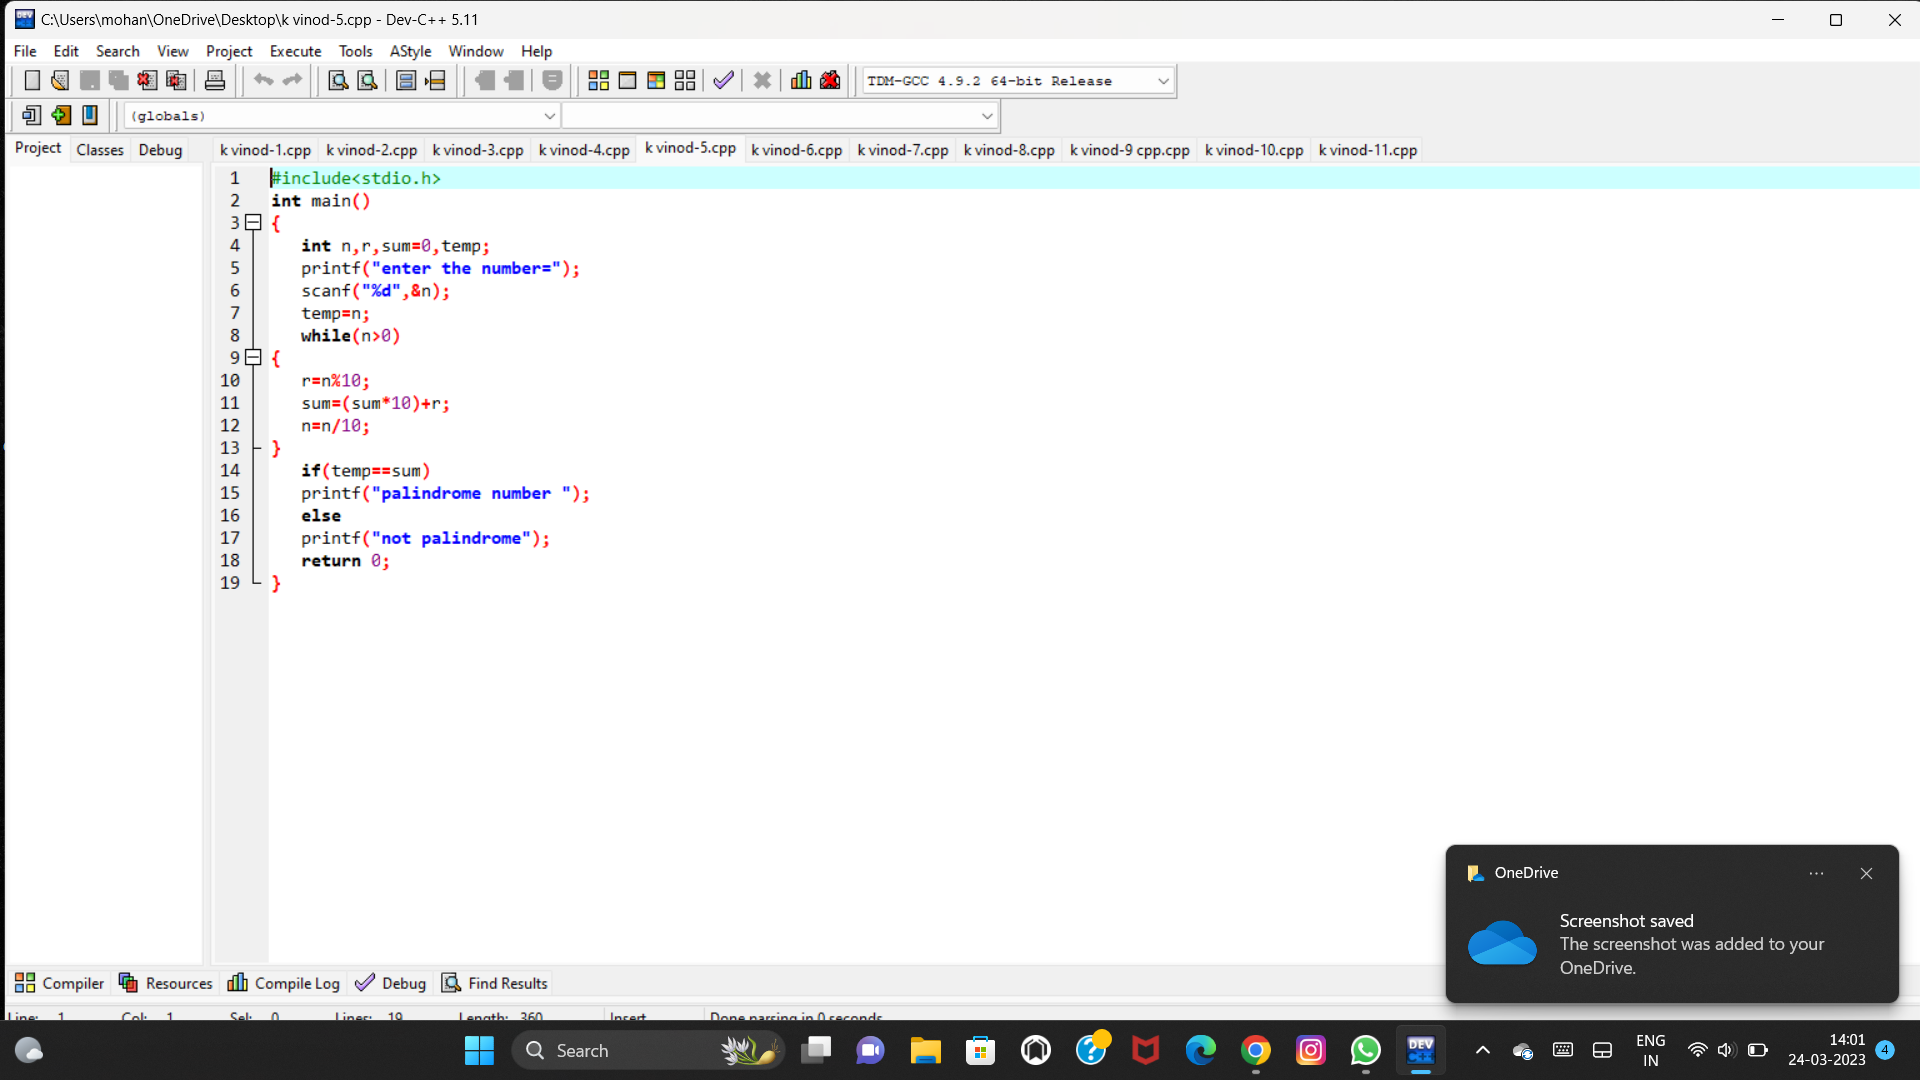 C:\Users\mohan\OneDrive\Desktop\k vinod-5.cpp - Dev-C++ 5.11
File Edit Search View Project Execute Tools AStyle Window Help
TDM-GCC 4.9.2 64-bit Release
(globals)
Project Classes Debug k vinod-1.cpp k vinod-2.cpp k vinod-3.cpp k vinod-4.cpp k vinod-5.cpp k vinod-6.cpp k vinod-7.cpp k vinod-8.cpp k vinod-9 cpp.cpp k vinod-10.cpp k vinod-11.cpp
1 #include<stdio.h>
2 int main()
3 {
4 int n,r,sum=0,temp;
5 printf("enter the number=");
6 scanf("%d",&n);
7 temp=n;
8 while(n>0)
9 {
10 r=n%10;
11 sum=(sum*10)+r;
12 n=n/10;
13 }
14 if(temp==sum)
15 printf("palindrome number ");
16 else
17 printf("not palindrome");
18 return 0;
19 }
OneDrive
Screenshot saved
The screenshot was added to your
OneDrive.
Compiler Resources Compile Log Debug Find Results
Line: 1 Col: 1 Sel: 0 Lines: 19 Length: 360 Insert Done parsing in 0 seconds
Search
DEV
ENG
IN
14:01
24-03-2023
4